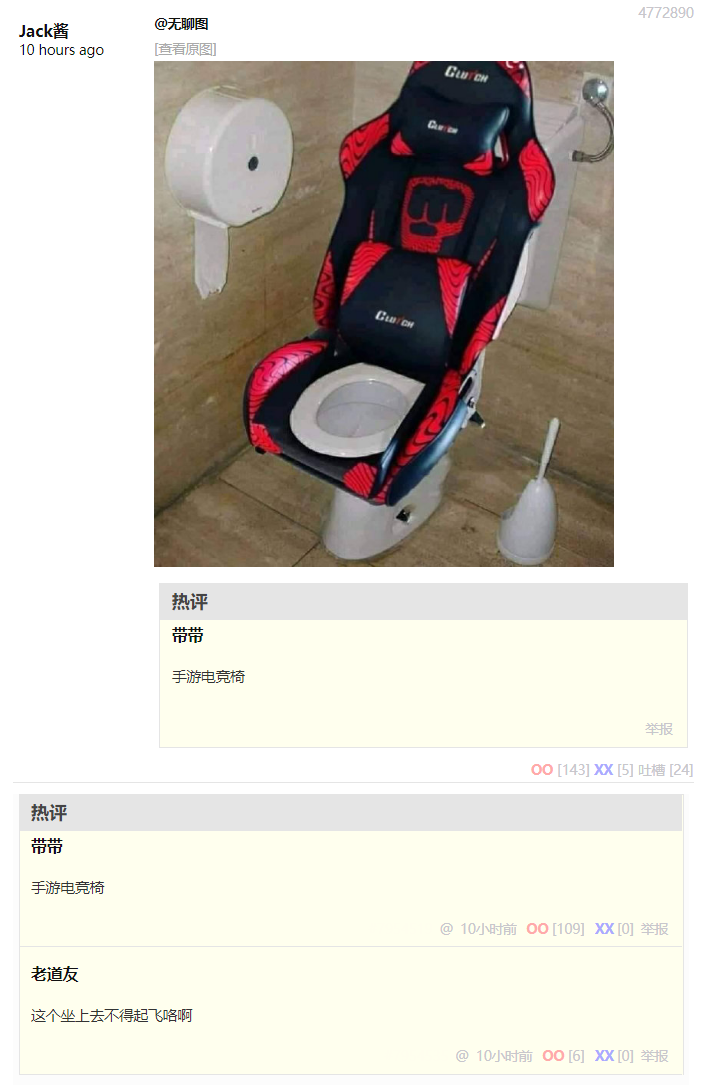 4772890
Jack酱
10 hours ago
@无聊图
[查看原图]
CLUTCH
CLUTCH
CLUTCH
热评
带带
手游电竞椅
举报
OO [143] XX [5] 吐槽 [24]
热评
带带
手游电竞椅
@ 10小时前 OO [109] XX [0] 举报
老道友
这个坐上去不得起飞咯啊
@ 10小时前 OO [6] XX [0] 举报